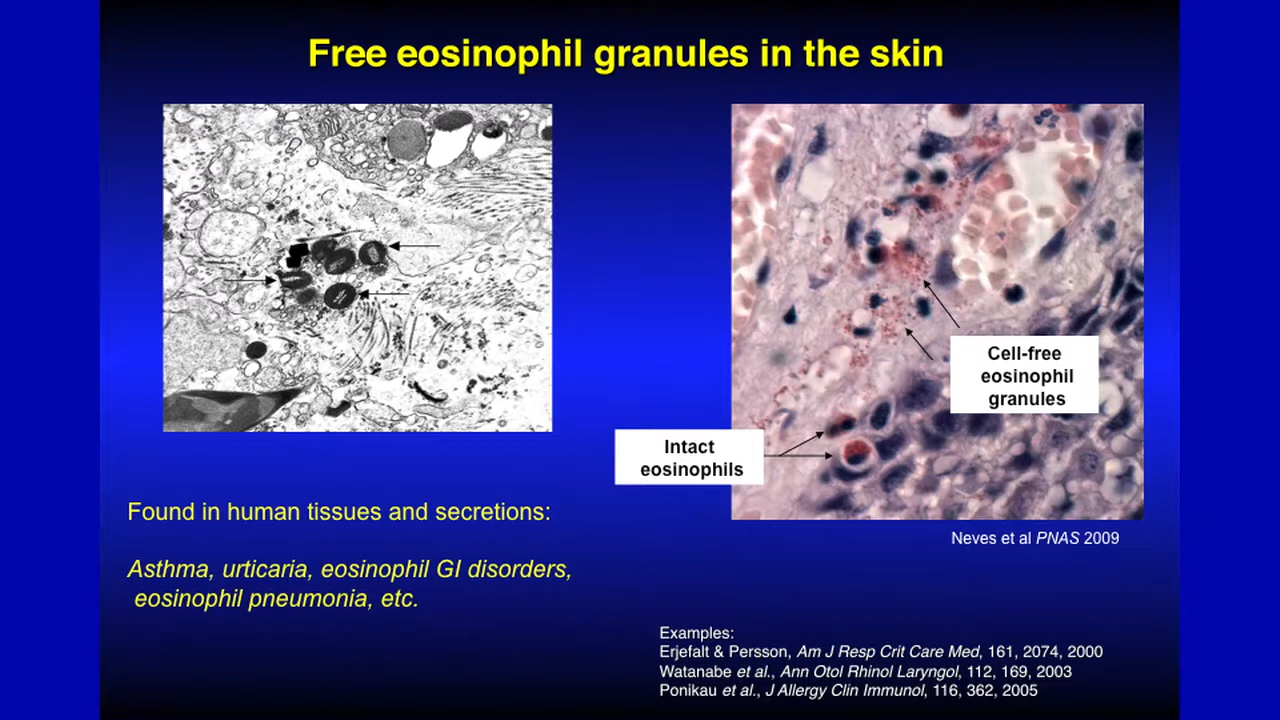 Free eosinophil granules in the skin
Cell-free
eosinophil
granules
Intact
eosinophils
Neves et al PNAS 2009
Found in human tissues and secretions:
Asthma, urticaria, eosinophil GI disorders,
eosinophil pneumonia, etc.
Examples:
Erjefalt & Persson, Am J Resp Crit Care Med, 161, 2074, 2000
Watanabe et al., Ann Otol Rhinol Laryngol, 112, 169, 2003
Ponikau et al., J Allergy Clin Immunol, 116, 362, 2005